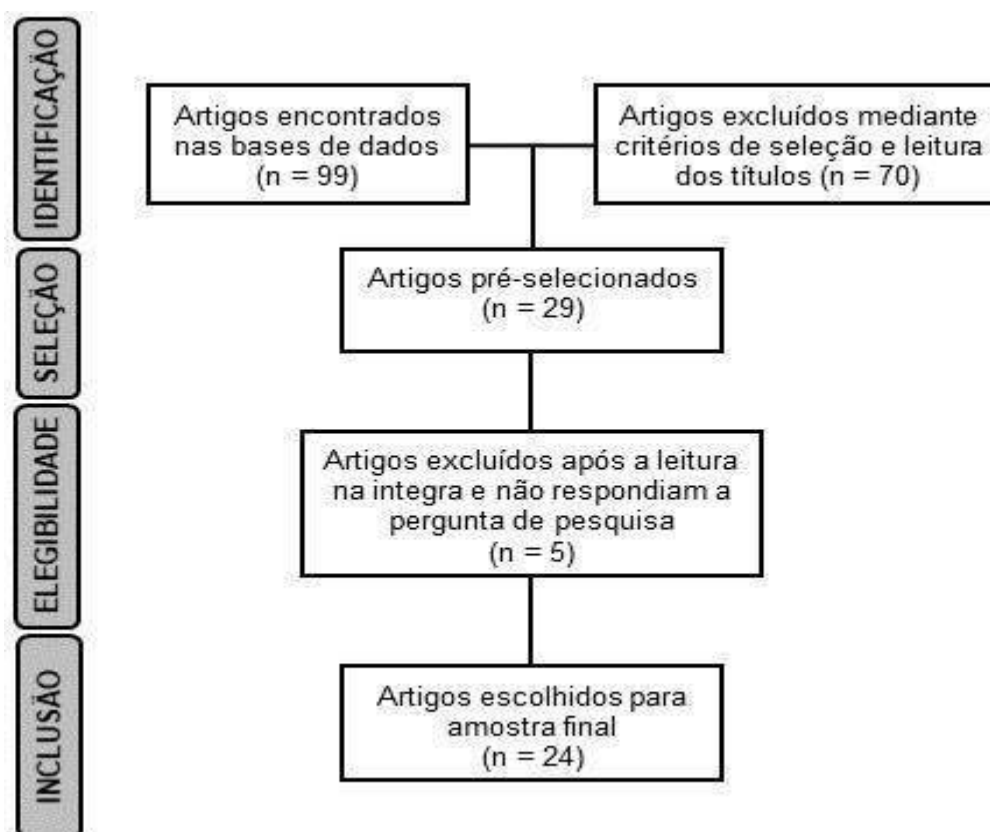 IDENTIFICAÇÃO
Artigos encontrados
nas bases de dados
(n = 99)
Artigos excluídos mediante
critérios de seleção e leitura
dos títulos (n = 70)
SELEÇÃO
Artigos pré-selecionados
(n = 29)
ELEGIBILIDADE
Artigos excluídos após a leitura
na integra e não respondiam a
pergunta de pesquisa
(n = 5)
INCLUSÃO
Artigos escolhidos para
amostra final
(n = 24)